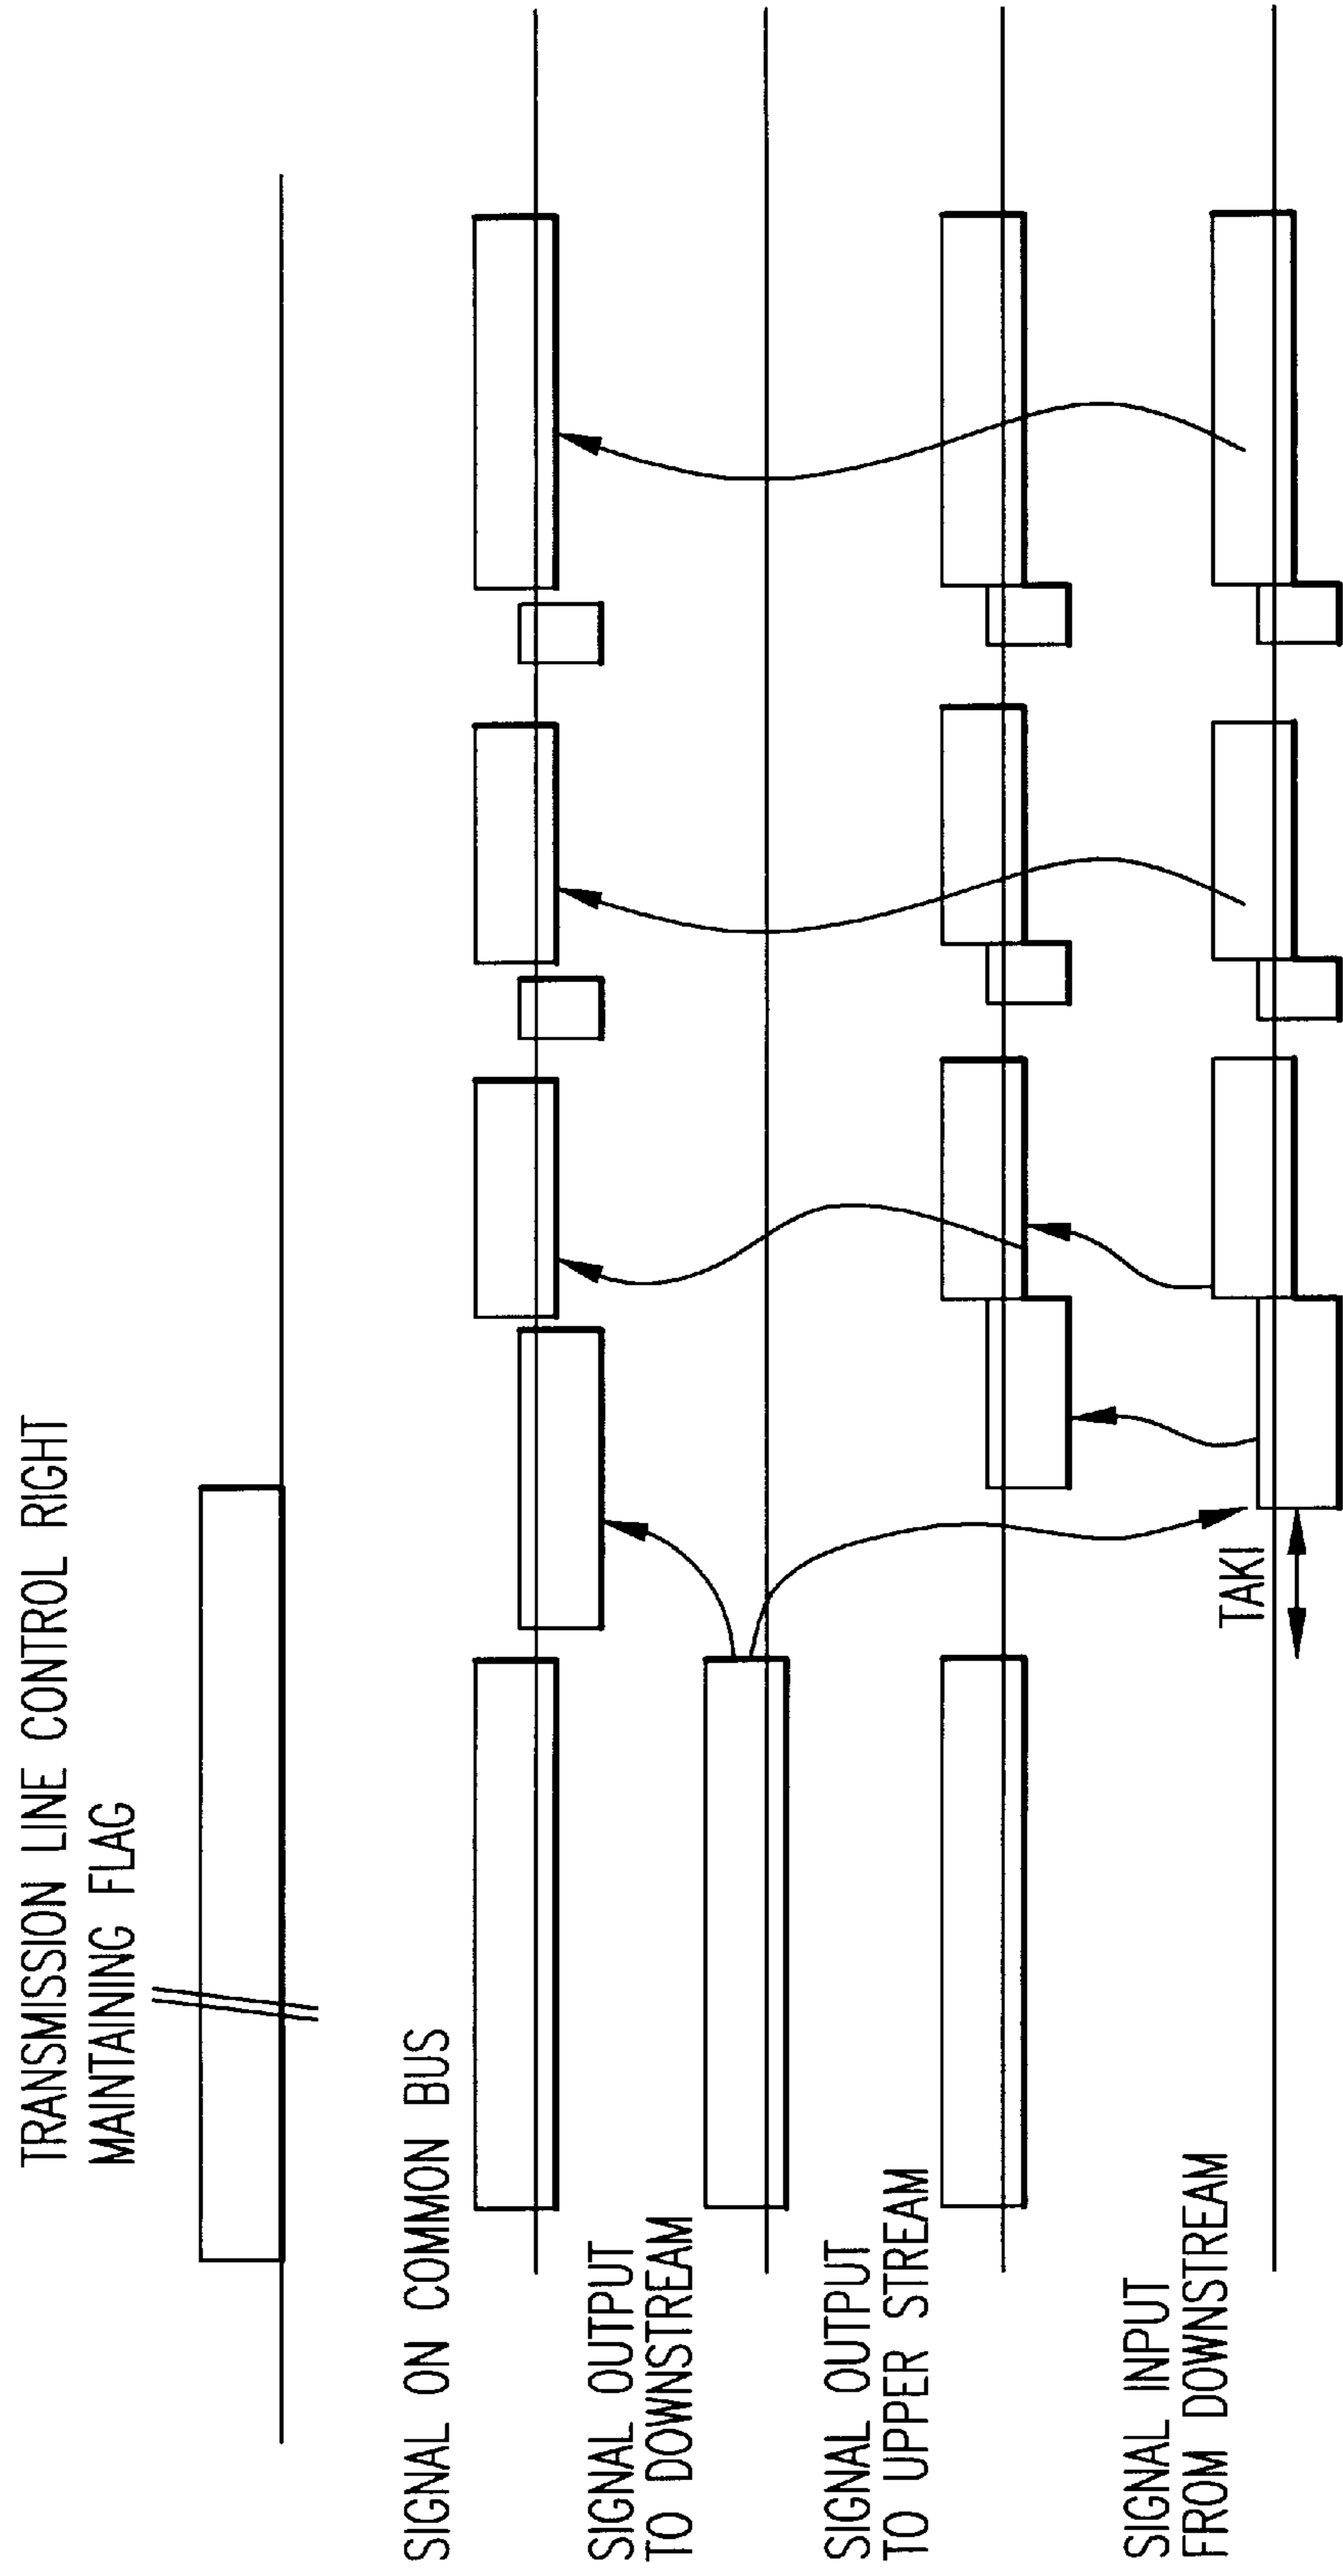 TRANSMISSION LINE CONTROL RIGHT
MAINTAINING FLAG
SIGNAL ON COMMON BUS
SIGNAL OUTPUT
TO DOWNSTREAM
SIGNAL OUTPUT
TO UPPER STREAM
SIGNAL INPUT
FROM DOWNSTREAM
TAKI